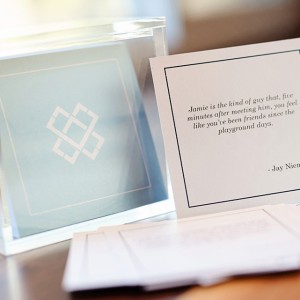 Jamie is the kind of guy that, five
minutes after meeting him, you feel
like you've been friends since the
playground days.
- Jay Niem